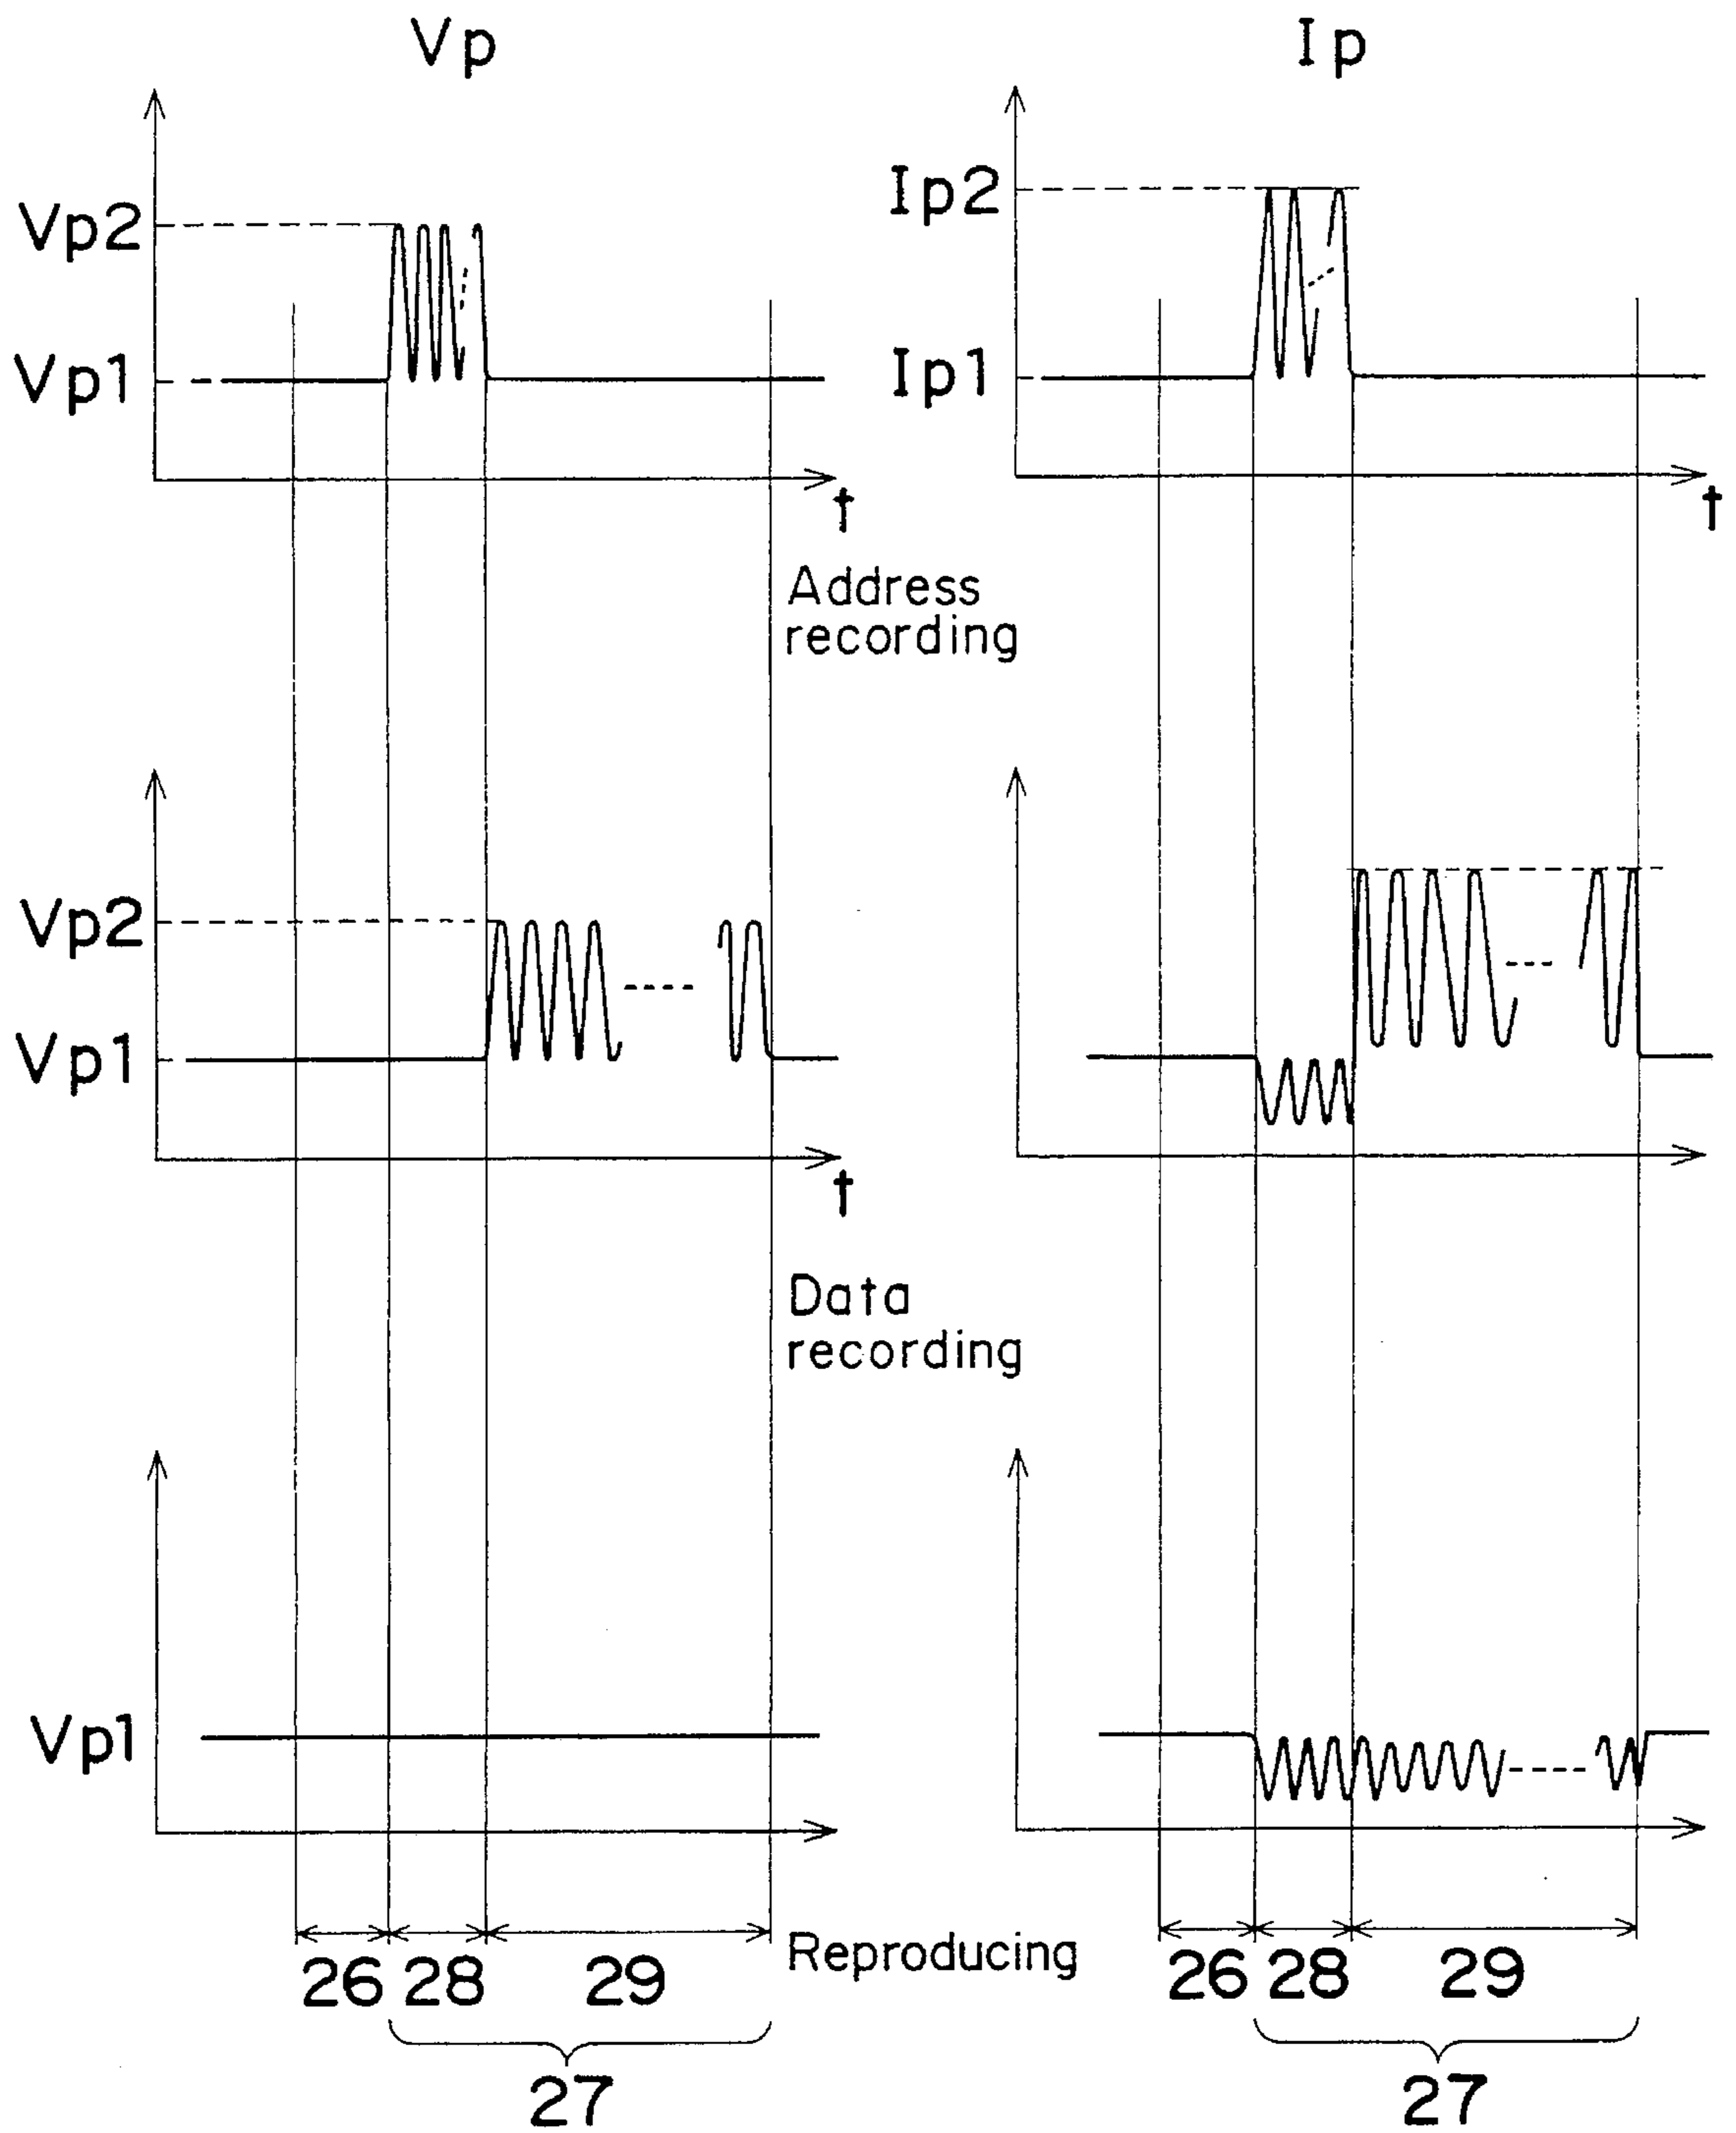 Vp
Ip
Vp2
Vp1
t
Ip2
Ip1
t
Address
recording
Vp2
Vp1
t
Data
recording
Vp1
Reproducing
26 28 29
27
26 28 29
27